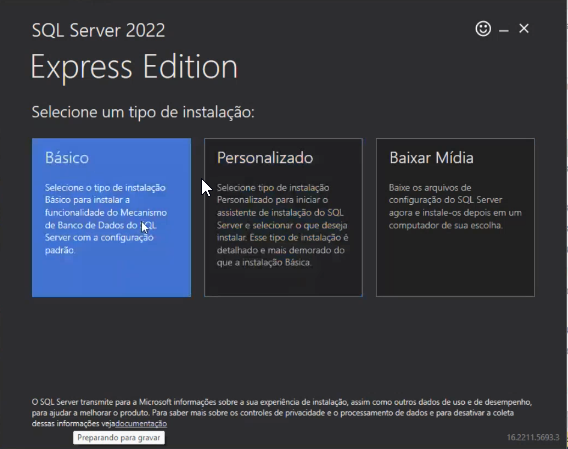 SQL Server 2022
Express Edition
Selecione um tipo de instalação:
Básico
Selecione o tipo de instalação
Básico para instalar a
funcionalidade do Mecanismo
de Banco de Dados do SQL
Server com a configuração
padrão.
Personalizado
Selecione tipo de instalação
Personalizado para iniciar o
assistente de instalação do SQL
Server e selecionar o que deseja
instalar. Esse tipo de instalação é
detalhado e mais demorado do
que a instalação Básica.
Baixar Mídia
Baixe os arquivos de
configuração do SQL Server
agora e instale-os depois em um
computador de sua escolha.
O SQL Server transmite para a Microsoft informações sobre a sua experiência de instalação, assim como outros dados de uso e de desempenho,
para ajudar a melhorar o produto. Para saber mais sobre os controles de privacidade e o processamento de dados e para desativar a coleta
dessas informações vejadocumentação
Preparando para gravar
16.2211.5693.3